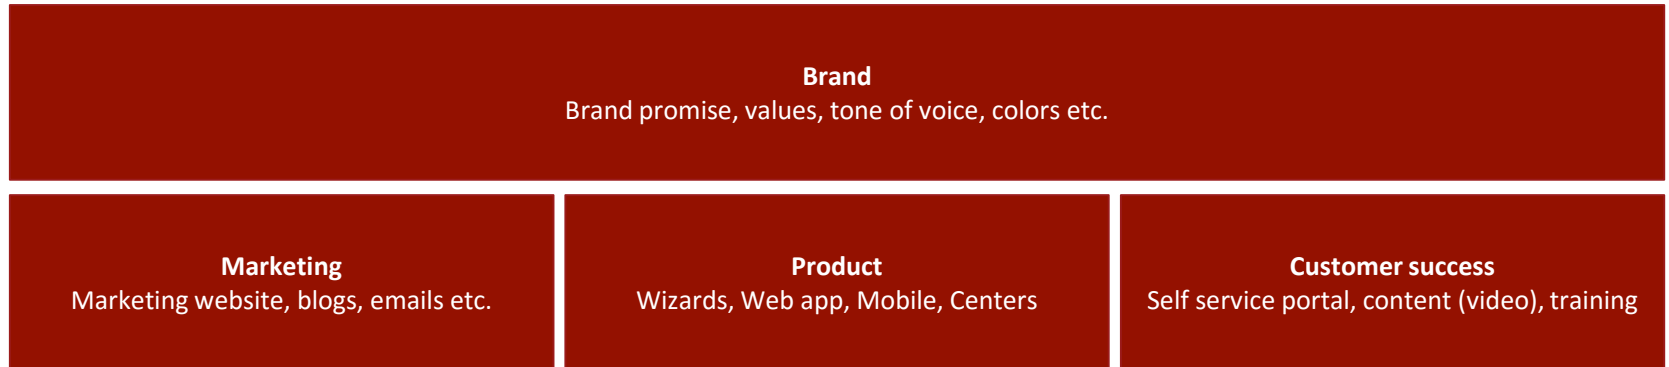 Brand
Brand promise, values, tone of voice, colors etc.
Marketing
Marketing website, blogs, emails etc.
Product
Wizards, Web app, Mobile, Centers
Customer success
Self service portal, content (video), training